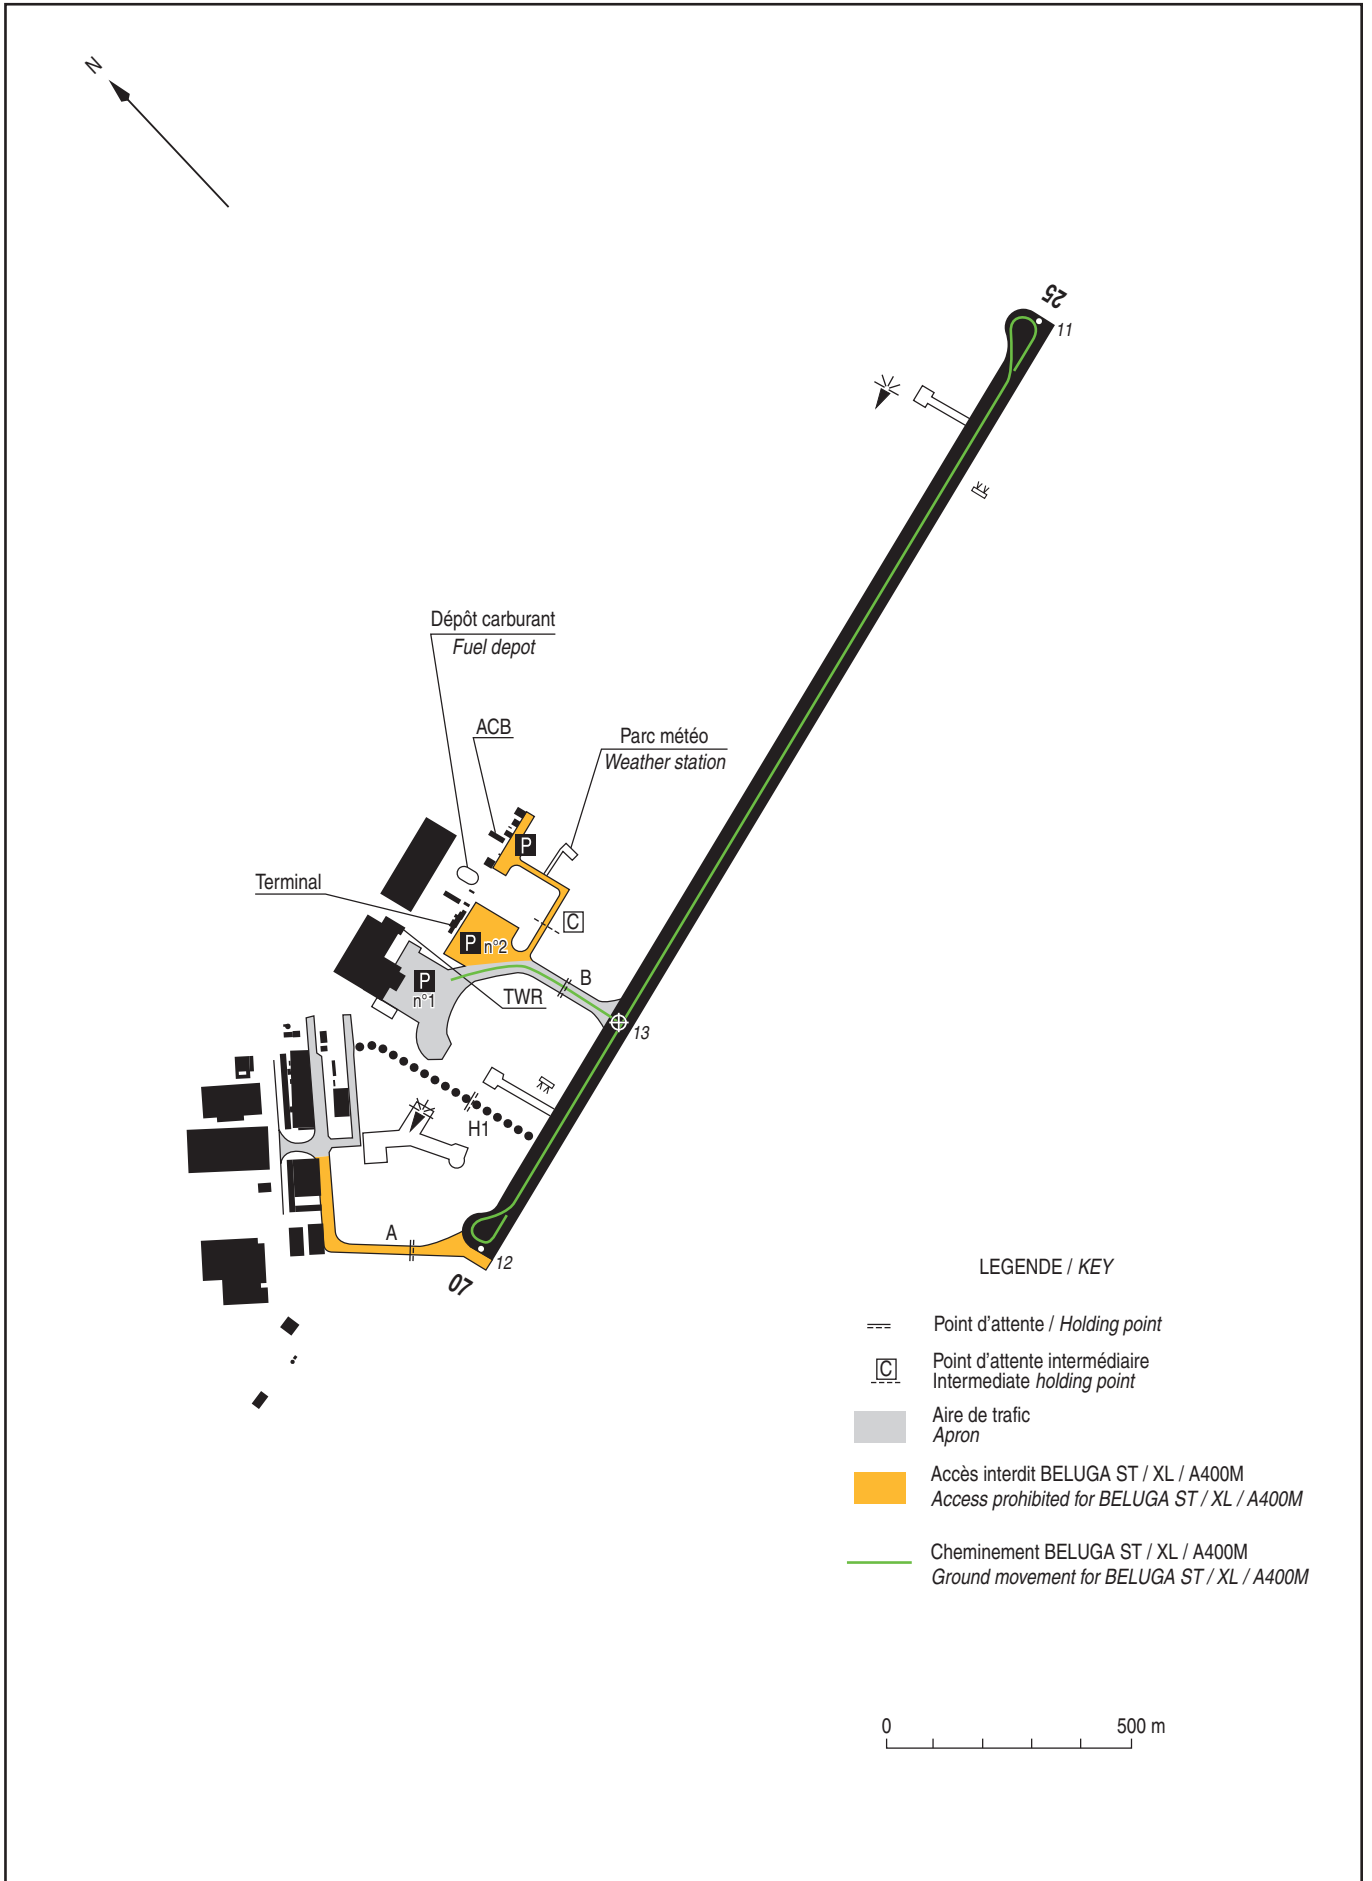 N
25
11
Dépôt carburant
Fuel depot
ACB
Parc météo
Weather station
P
Terminal
C
P n°2
P
n°1
B
TWR
13
H1
A
12
07
LEGENDE / KEY
Point d'attente / Holding point
C
Point d'attente intermédiaire
Intermediate holding point
Aire de trafic
Apron
Accès interdit BELUGA ST / XL / A400M
Access prohibited for BELUGA ST / XL / A400M
Cheminement BELUGA ST / XL / A400M
Ground movement for BELUGA ST / XL / A400M
0 500 m